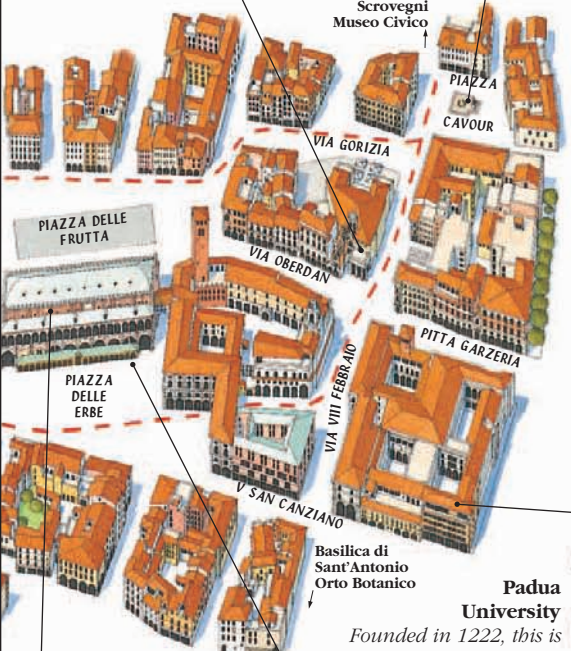 Scrovegni
Museo Civico
PIAZZA
CAVOUR
VIA GORIZIA
PIAZZA DELLE
FRUTTA
VIA OBERDAN
PITTA GARZERIA
PIAZZA
DELLE
ERBE
VIA VIII FEBBRAIO
V SAN CANZIANO
Basilica di
Sant'Antonio
Orto Botanico
Padua
University
Founded in 1222, this is